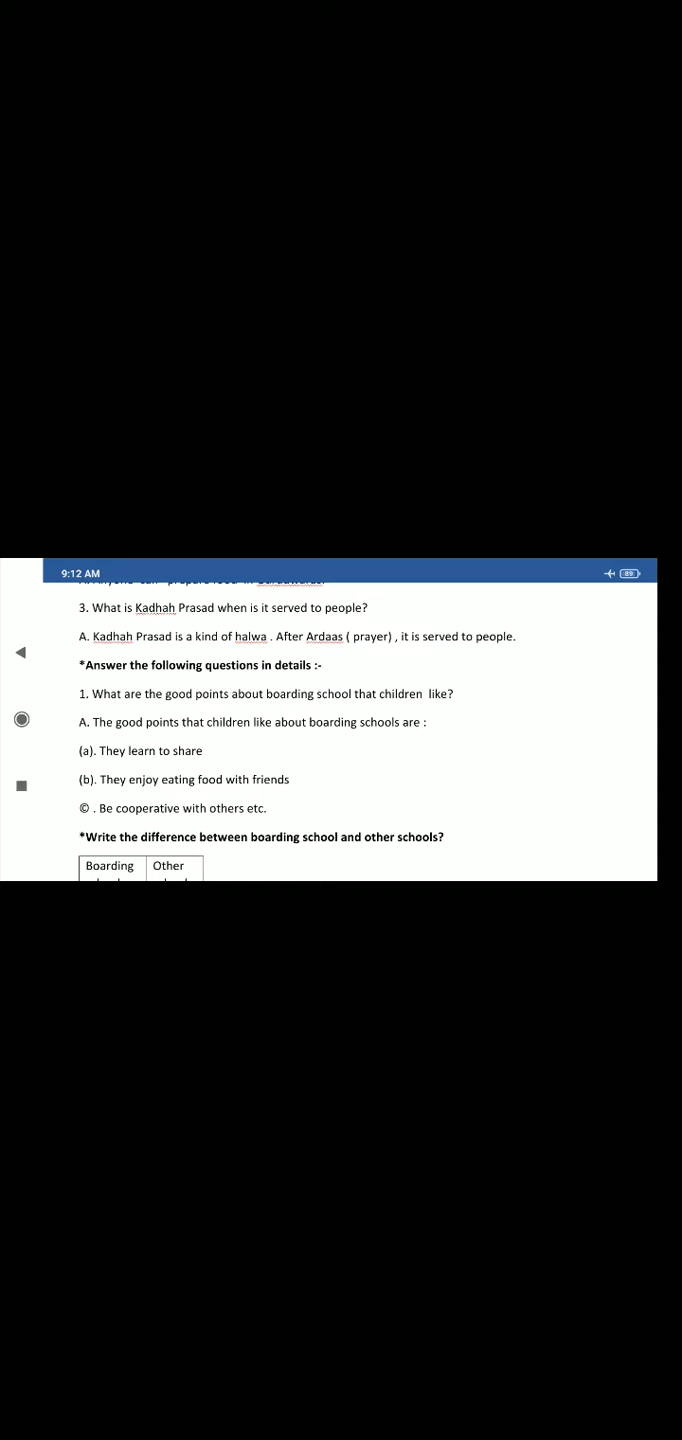 9:12 AM
89
3. What is Kadhah Prasad when is it served to people?
A. Kadhah Prasad is a kind of halwa . After Ardaas ( prayer) , it is served to people.
*Answer the following questions in details :-
1. What are the good points about boarding school that children like?
A. The good points that children like about boarding schools are :
(a). They learn to share
(b). They enjoy eating food with friends
© . Be cooperative with others etc.
*Write the difference between boarding school and other schools?
Boarding Other